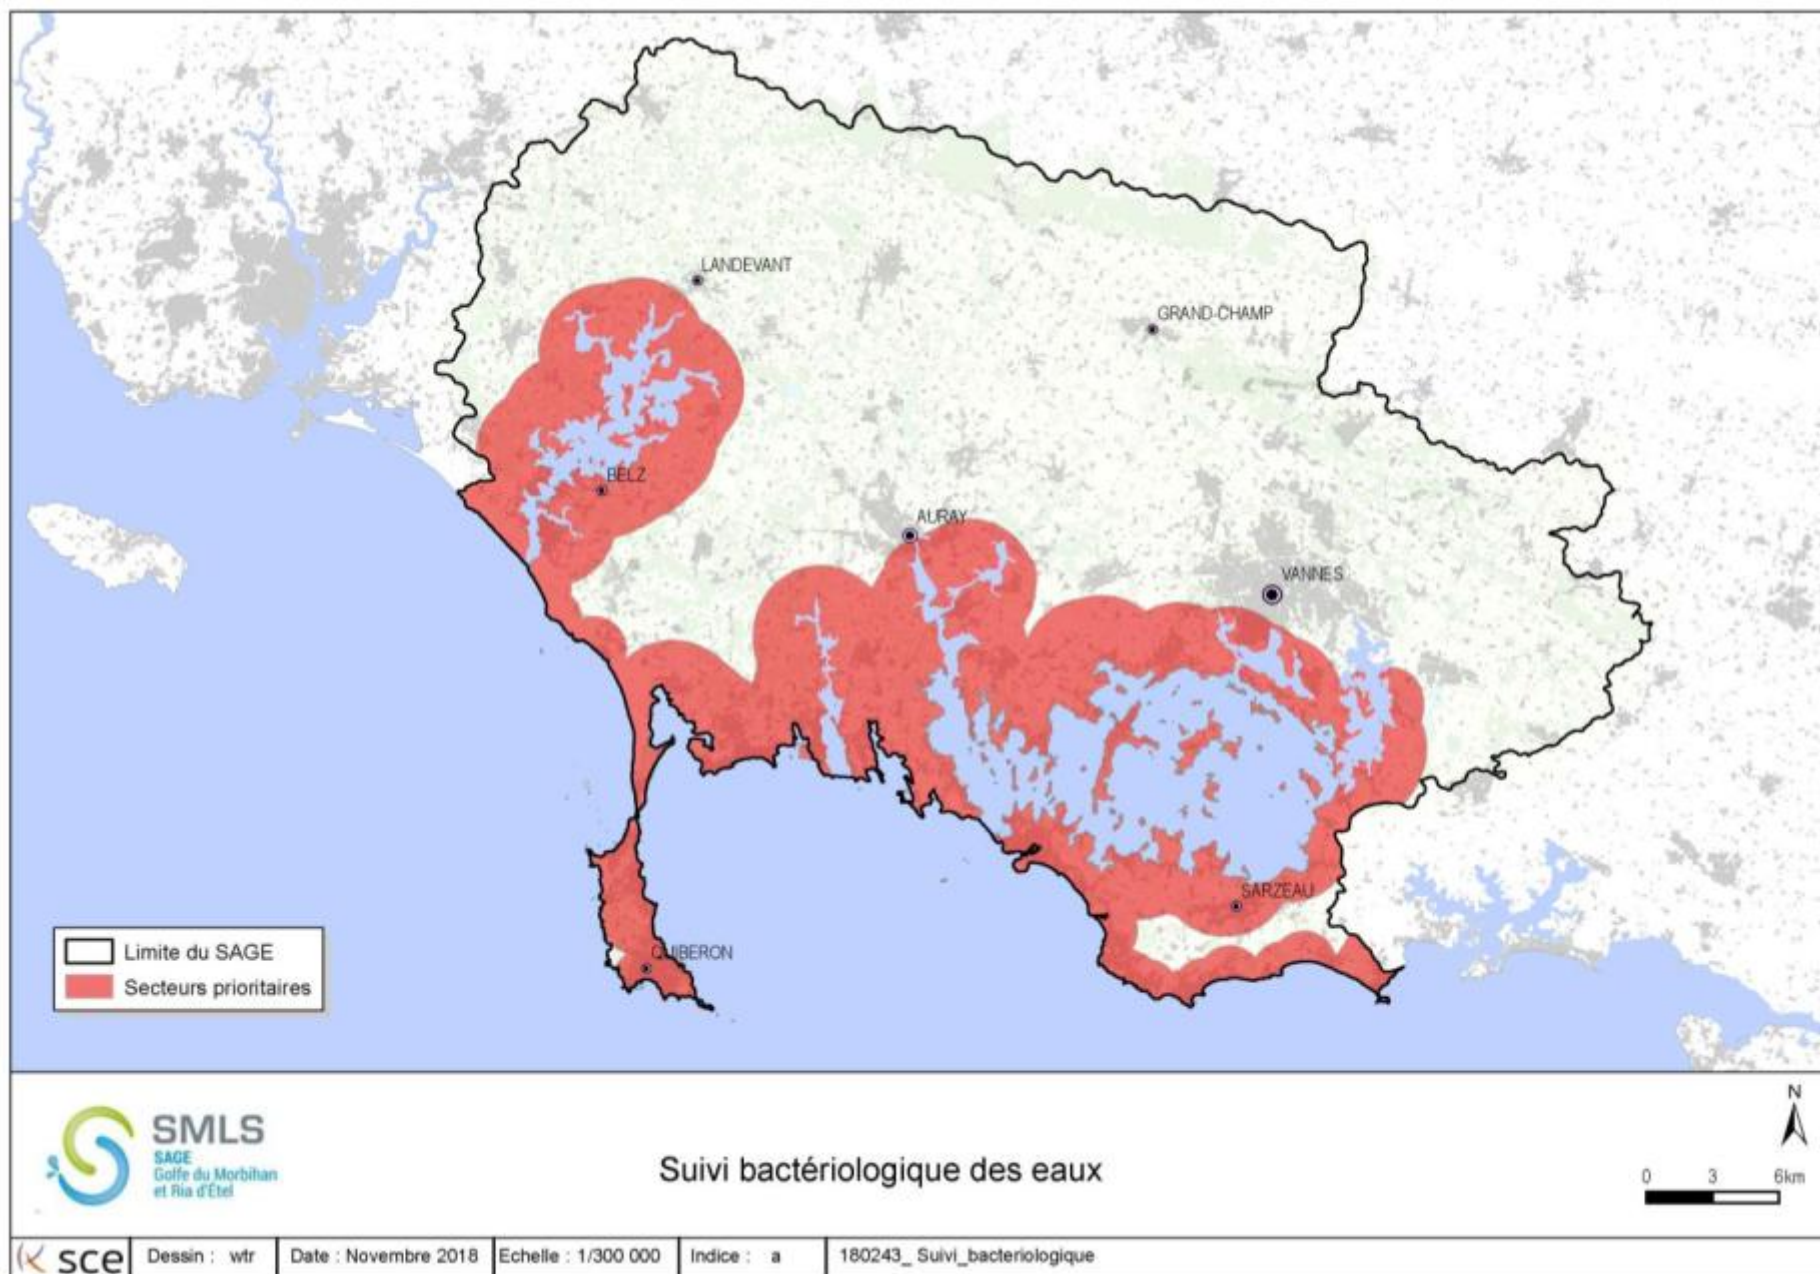 LANDEVANT
GRAND-CHAMP
BELZ
AURAY
VANNES
SARZEAU
QUIBERON
Limite du SAGE
Secteurs prioritaires
SMLS
SAGE
Golfe du Morbihan
et Ria d'Étel
Suivi bactériologique des eaux
N
0 3 6km
sce
Dessin : wtr
Date : Novembre 2018
Echelle : 1/300 000
Indice : a
180243_ Suivi_bacteriologique